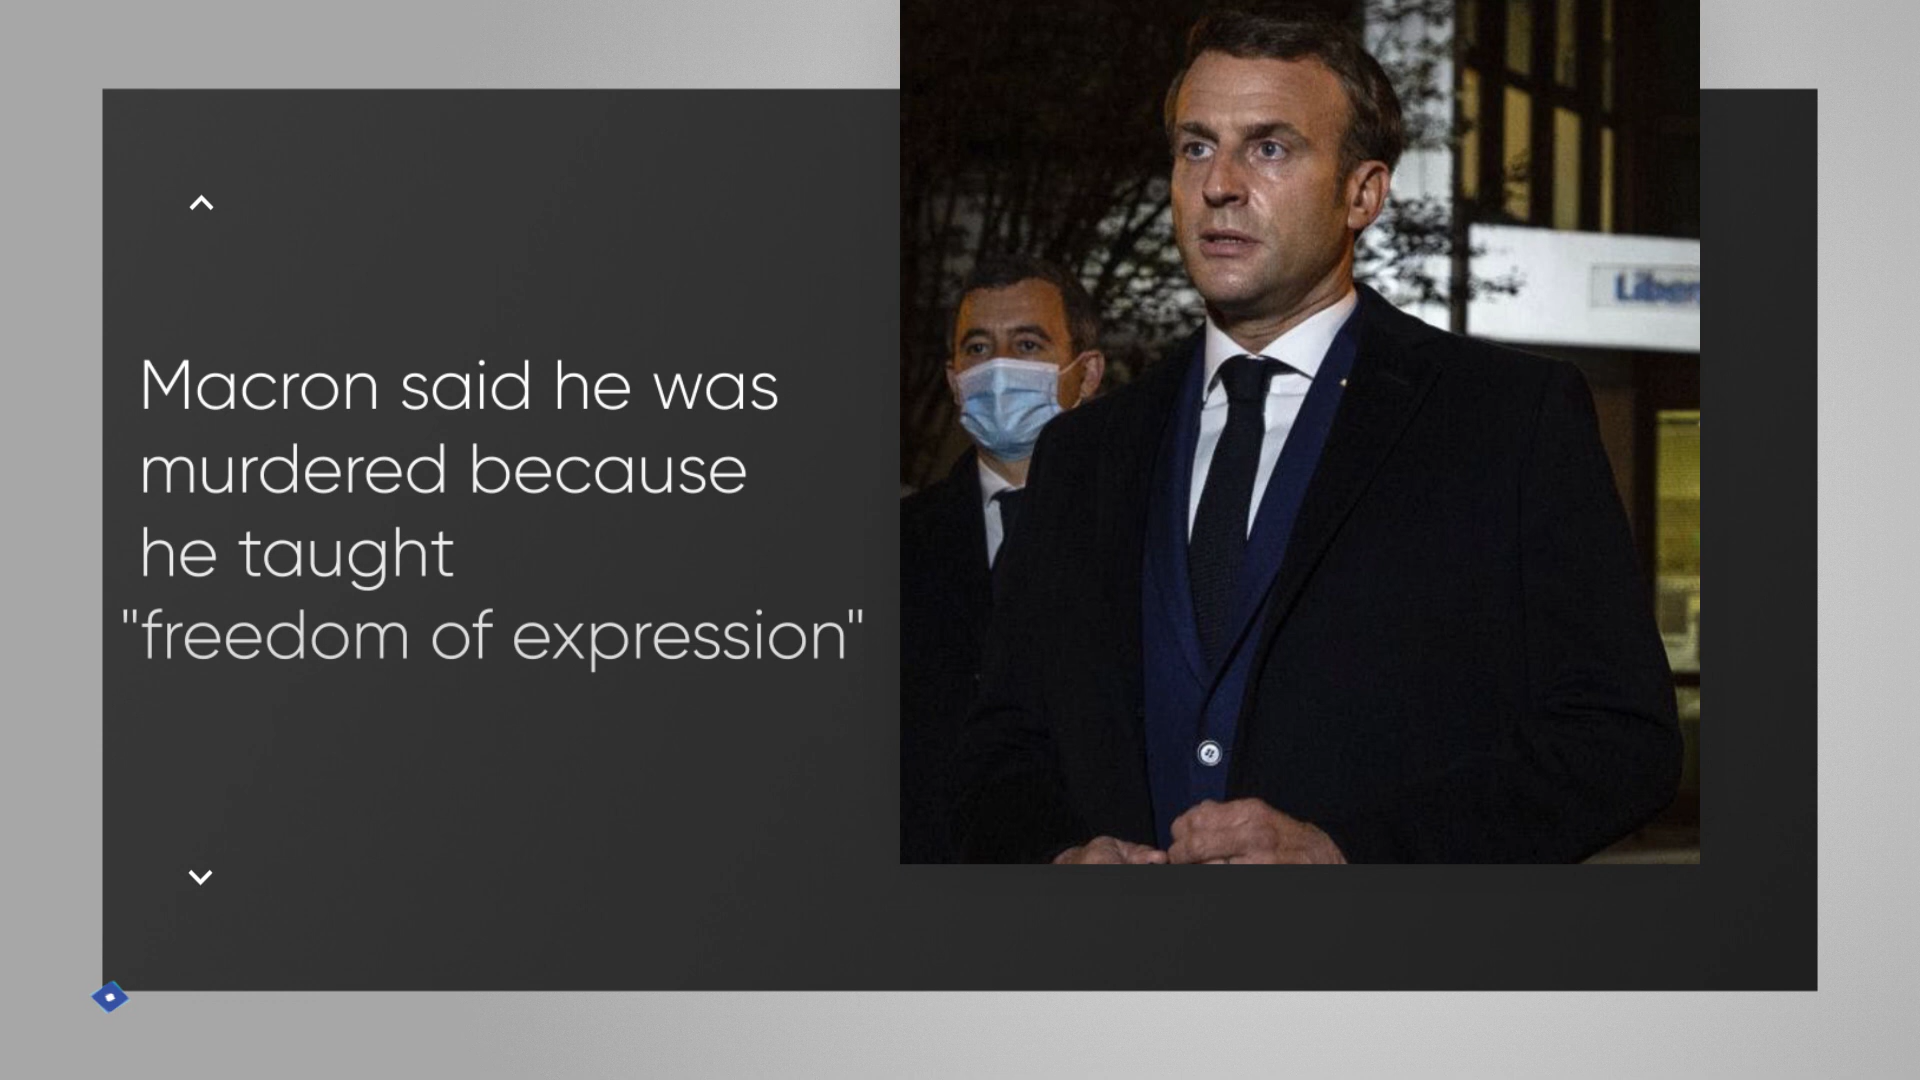 Macron said he was
murdered because
he taught
"freedom of expression"